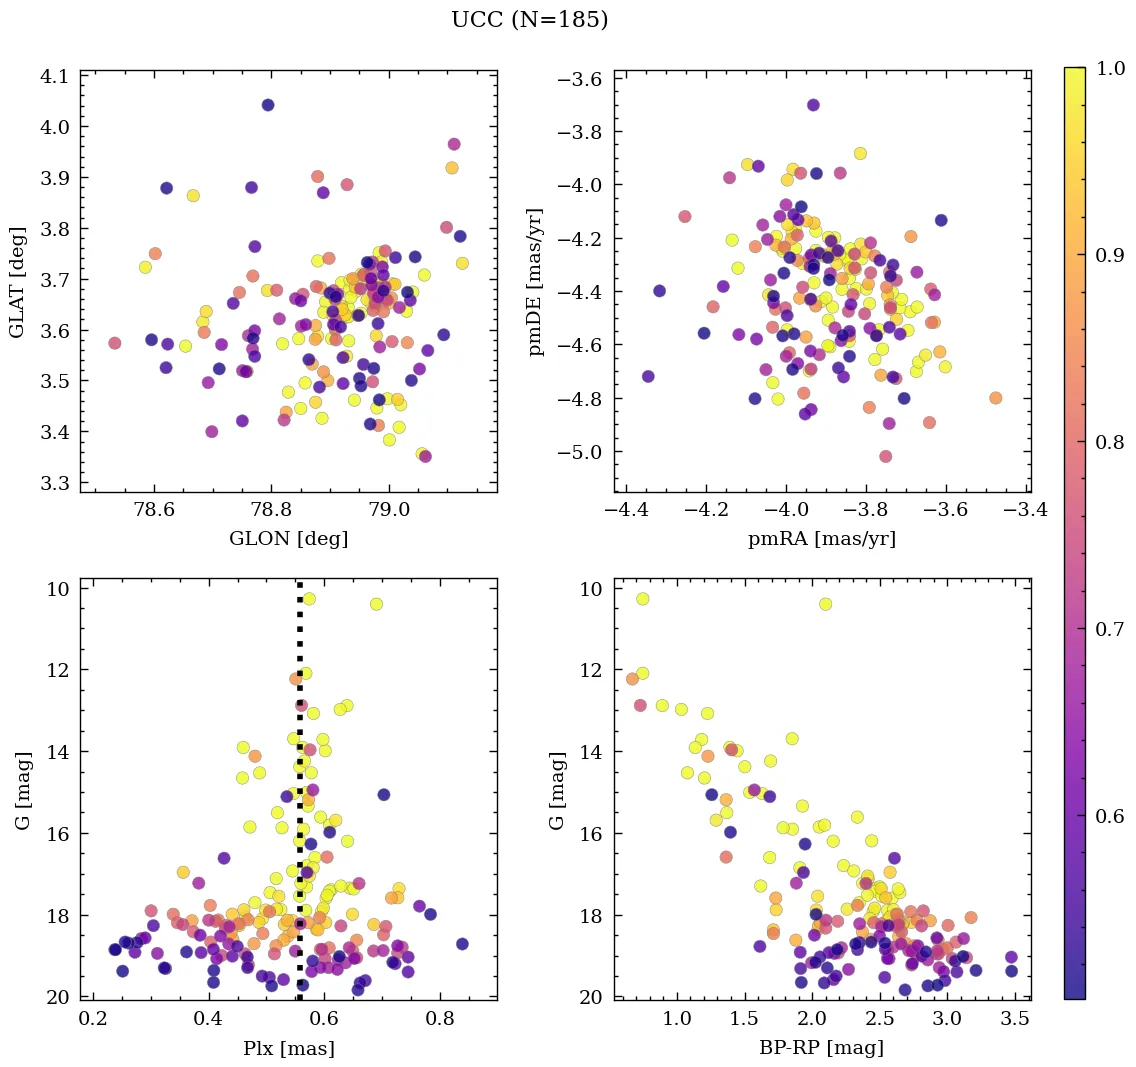 UCC (N=185)
4.1
4.0
3.9
3.8
3.7
3.6
3.5
3.4
3.3
GLAT [deg]
78.6 78.8 79.0
GLON [deg]
−3.6
−3.8
−4.0
−4.2
−4.4
−4.6
−4.8
−5.0
pmDE [mas/yr]
−4.4 −4.2 −4.0 −3.8 −3.6 −3.4
pmRA [mas/yr]
10
12
14
16
18
20
G [mag]
0.2 0.4 0.6 0.8
Plx [mas]
10
12
14
16
18
20
G [mag]
1.0 1.5 2.0 2.5 3.0 3.5
BP-RP [mag]
1.0
0.9
0.8
0.7
0.6